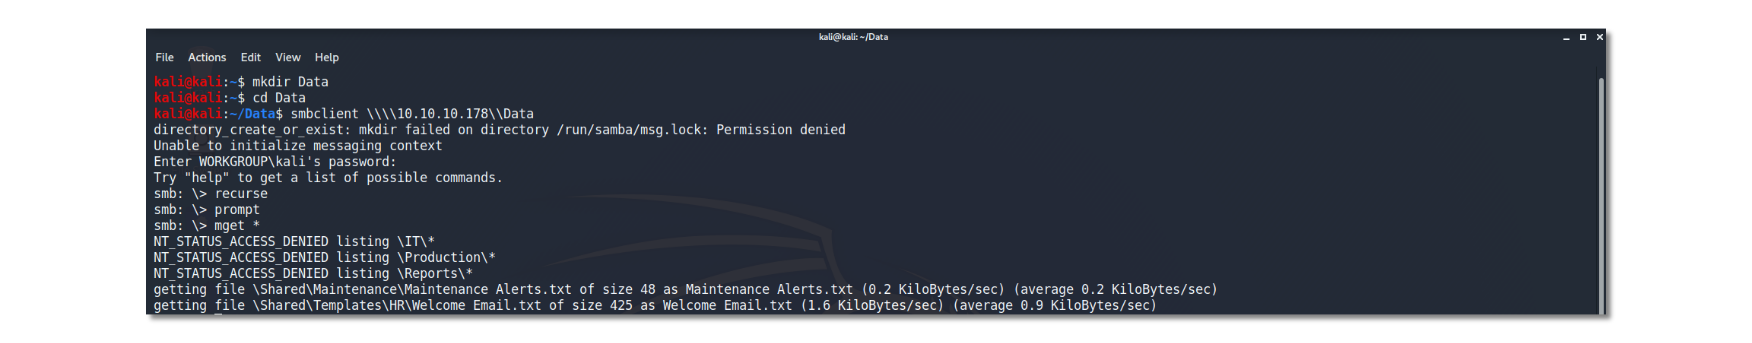 kali@kali: ~/Data
File Actions Edit View Help
kali@kali:~$ mkdir Data
kali@kali:~$ cd Data
kali@kali:~/Data$ smbclient \\\\10.10.10.178\\Data
directory_create_or_exist: mkdir failed on directory /run/samba/msg.lock: Permission denied
Unable to initialize messaging context
Enter WORKGROUP\kali's password:
Try "help" to get a list of possible commands.
smb: \> recurse
smb: \> prompt
smb: \> mget *
NT_STATUS_ACCESS_DENIED listing \IT\*
NT_STATUS_ACCESS_DENIED listing \Production\*
NT_STATUS_ACCESS_DENIED listing \Reports\*
getting file \Shared\Maintenance\Maintenance Alerts.txt of size 48 as Maintenance Alerts.txt (0.2 KiloBytes/sec) (average 0.2 KiloBytes/sec)
getting file \Shared\Templates\HR\Welcome Email.txt of size 425 as Welcome Email.txt (1.6 KiloBytes/sec) (average 0.9 KiloBytes/sec)